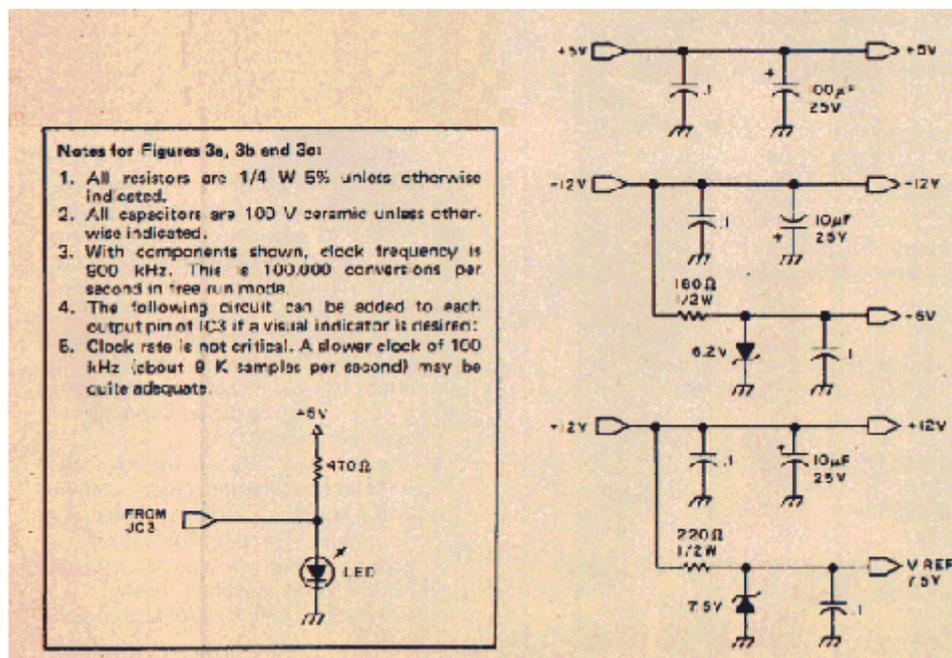 Notes for Figures 3a, 3b and 3c:
1. All resistors are 1/4 W 5% unless otherwise
indicated.
2. All capacitors are 100 V ceramic unless other-
wise indicated.
3. With components shown, clock frequency is
900 kHz. This is 100,000 conversions per
second in free run mode.
4. The following circuit can be added to each
output pin of IC3 if a visual indicator is desired:
5. Clock rate is not critical. A slower clock of 100
kHz (about 9 K samples per second) may be
quite adequate.
+5V
470Ω
FROM
IC3
LED
+5V
+5V
.1
+
100µF
25V
-12V
-12V
.1
+
10µF
25V
180Ω
1/2W
-6V
6.2V
.1
+12V
+12V
.1
+
10µF
25V
220Ω
1/2W
V REF
7.5V
7.5V
.1